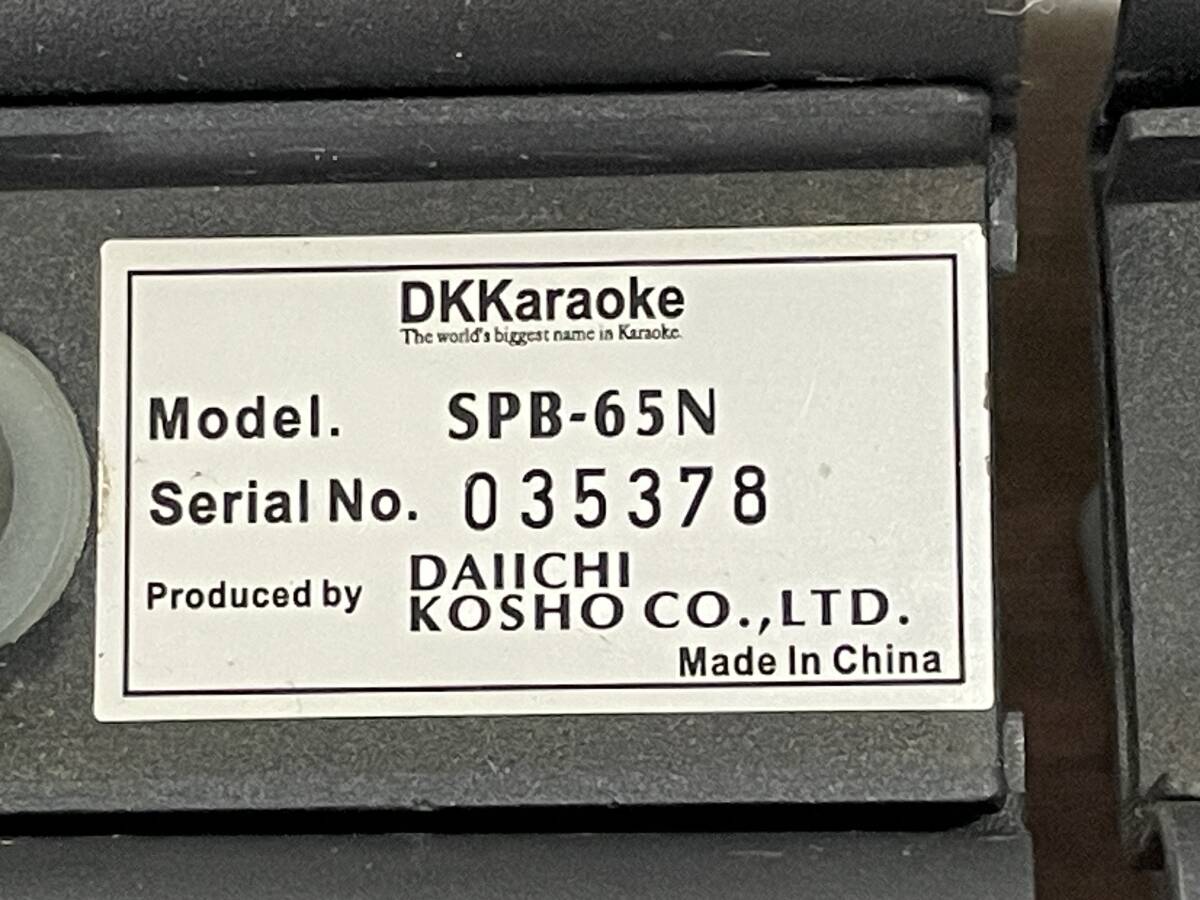 DKKaraoke
The world's biggest name in Karaoke.
Model. SPB-65N
Serial No. 035378
Produced by DAIICHI
KOSHO CO.,LTD.
Made In China